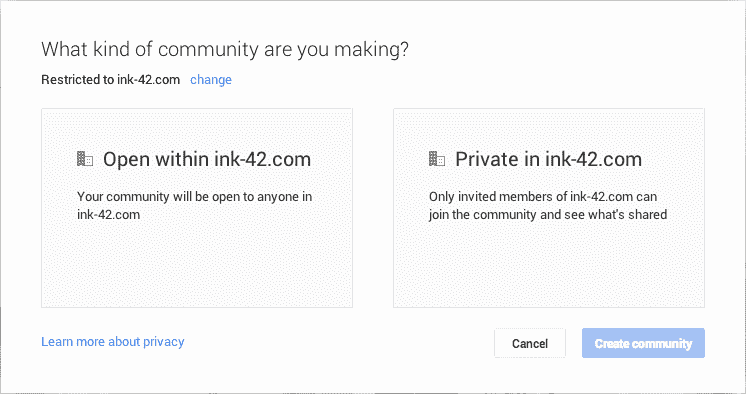 What kind of community are you making?
Restricted to ink-42.com change
Open within ink-42.com
Your community will be open to anyone in
ink-42.com
Private in ink-42.com
Only invited members of ink-42.com can
join the community and see what's shared
Learn more about privacy
Cancel
Create community